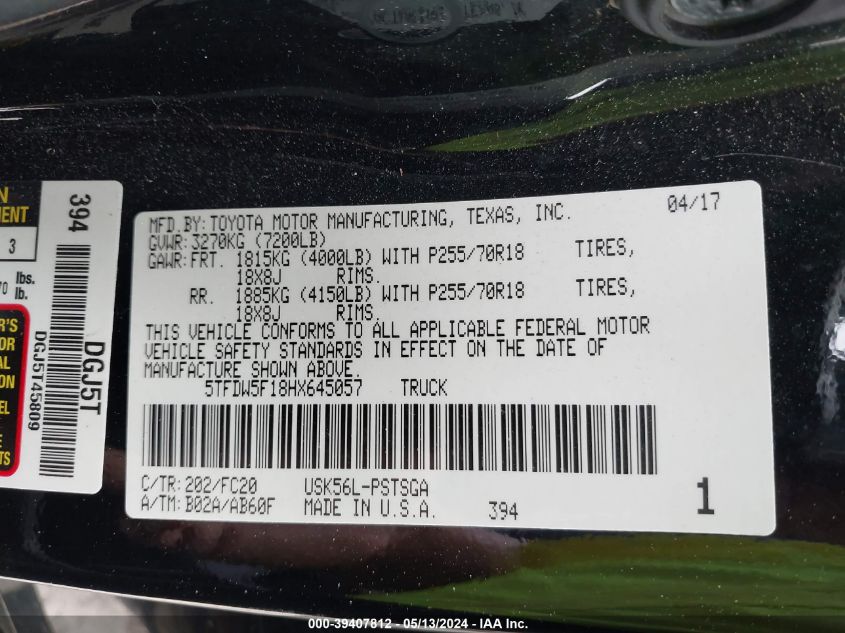 MFD.BY:TOYOTA MOTOR MANUFACTURING, TEXAS, INC. 04/17
GVWR:3270KG (7200LB)
GAWR:FRT. 1815KG (4000LB) WITH P255/70R18 TIRES,
18X8J RIMS.
RR. 1885KG (4150LB) WITH P255/70R18 TIRES,
18X8J RIMS.
THIS VEHICLE CONFORMS TO ALL APPLICABLE FEDERAL MOTOR
VEHICLE SAFETY STANDARDS IN EFFECT ON THE DATE OF
MANUFACTURE SHOWN ABOVE.
5TFDW5F18HX645057 TRUCK
C/TR:202/FC20 USK56L-PSTSGA
A/TM:B02A/AB60F MADE IN U.S.A. 394 1
394
DGJ5T
DGJ5T45809
3
lbs.
lb.
000-39407812 - 05/13/2024 - IAA Inc.